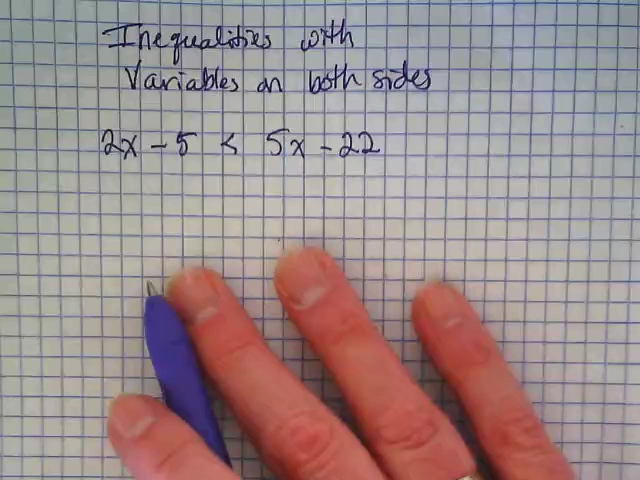 Inequalities with
Variables on both sides
2x - 5 < 5x - 22